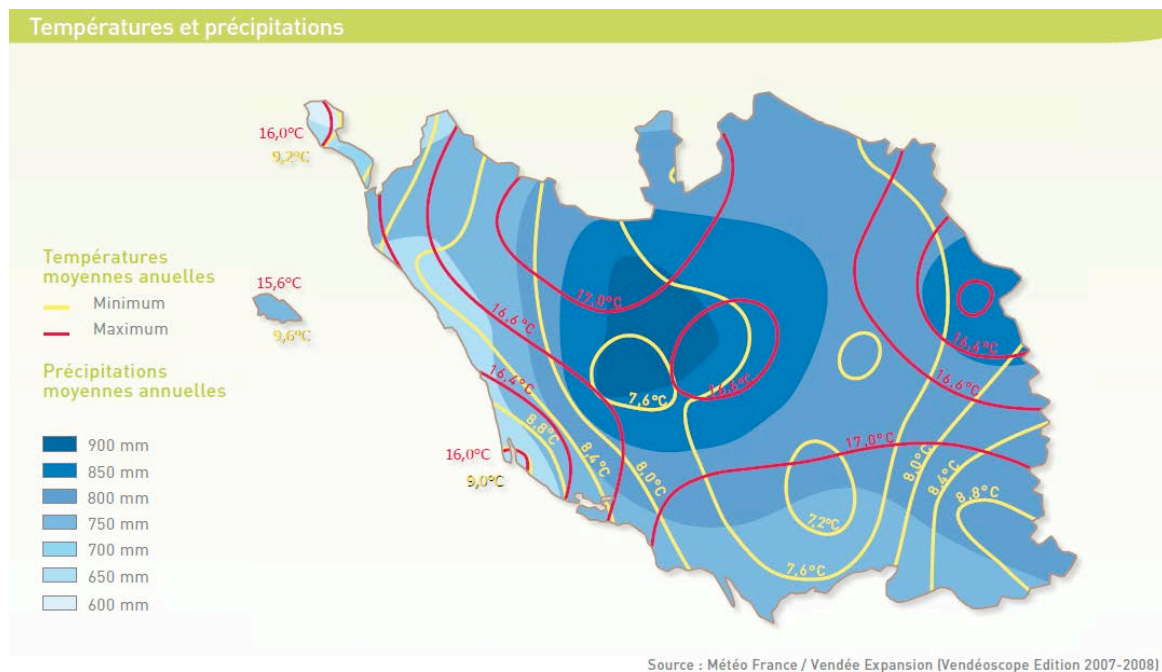 Températures et précipitations
16,0°C
9,2°C
Températures
moyennes anuelles
Minimum
Maximum
15,6°C
9,6°C
Précipitations
moyennes annuelles
900 mm
850 mm
800 mm
750 mm
700 mm
650 mm
600 mm
17,0°C
16,6°C
16,4°C
16,6°C
7,6°C
16,6°C
16,4°C
8,8°C
8,4°C
8,0°C
16,0°C
9,0°C
17,0°C
8,0°C
8,4°C
8,8°C
7,2°C
7,6°C
Source : Météo France / Vendée Expansion (Vendéoscope Edition 2007-2008)